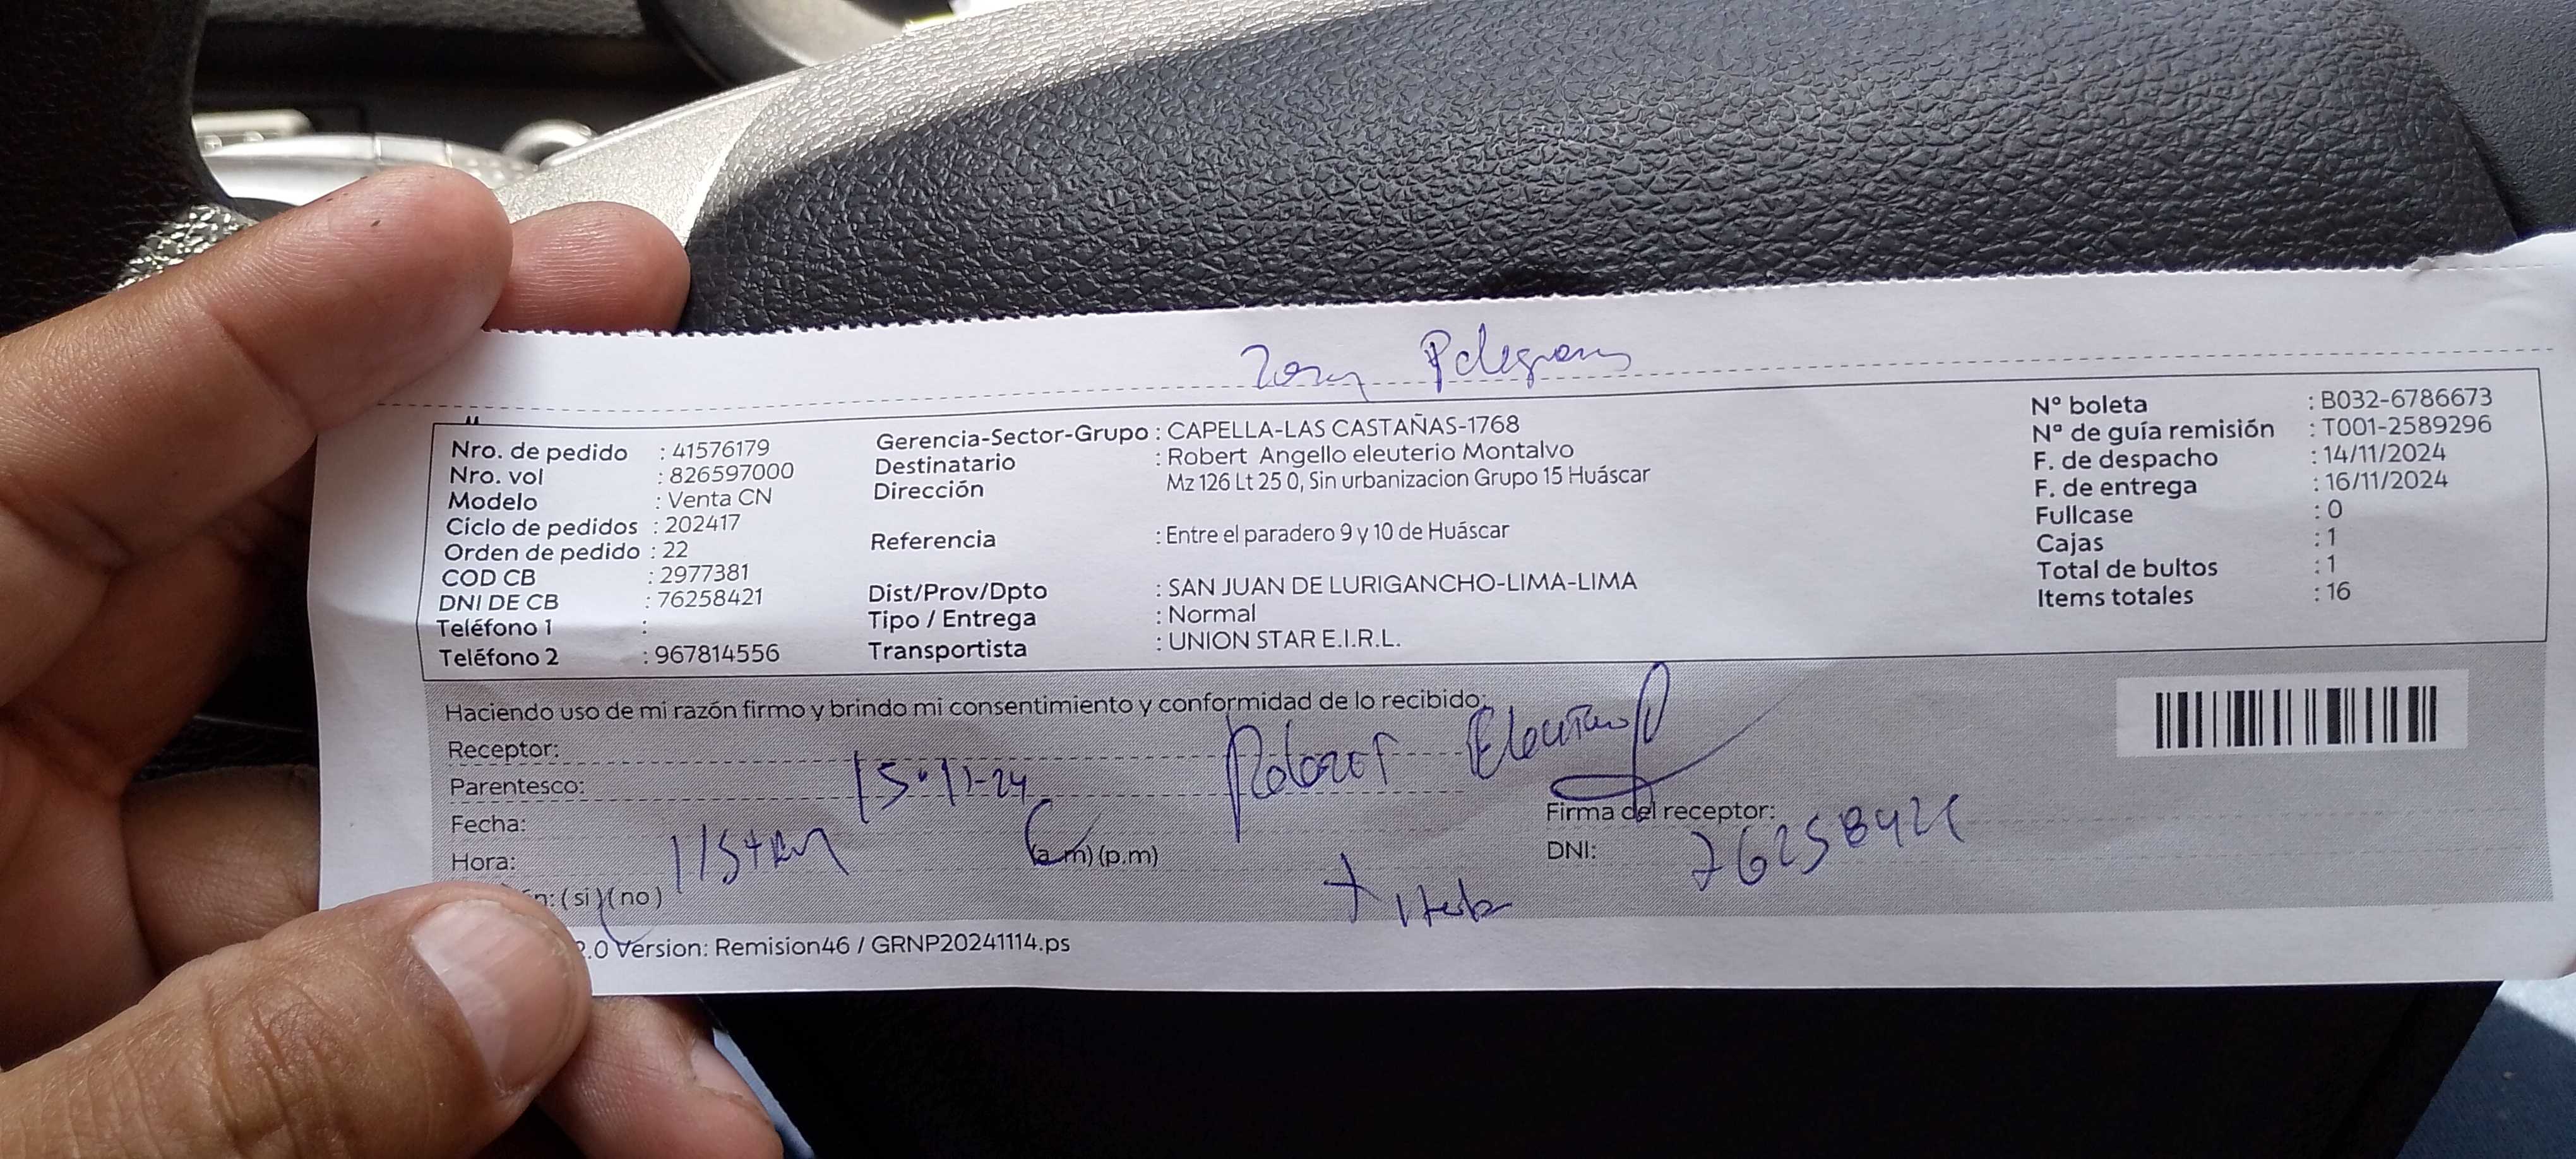 Nro. de pedido : 41576179
Nro. vol : 826597000
Modelo : Venta CN
Ciclo de pedidos : 202417
Orden de pedido : 22
COD CB : 2977381
DNI DE CB : 76258421
Teléfono 1 :
Teléfono 2 : 967814556
Gerencia-Sector-Grupo : CAPELLA-LAS CASTAÑAS-1768
Destinatario : Robert Angello eleuterio Montalvo
Dirección Mz 126 Lt 25 0, Sin urbanizacion Grupo 15 Huáscar
Referencia : Entre el paradero 9 y 10 de Huáscar
Dist/Prov/Dpto : SAN JUAN DE LURIGANCHO-LIMA-LIMA
Tipo / Entrega : Normal
Transportista : UNION STAR E.I.R.L.
Nº boleta : B032-6786673
Nº de guía remisión : T001-2589296
F. de despacho : 14/11/2024
F. de entrega : 16/11/2024
Fullcase : 0
Cajas : 1
Total de bultos : 1
Items totales : 16
Haciendo uso de mi razón firmo y brindo mi consentimiento y conformidad de lo recibido:
Receptor:
Parentesco: 15-11-24
Fecha:
Hora: (a.m) (p.m)
n: (si) (no)
Firma del receptor:
DNI: 76258421
2.0 Version: Remision46 / GRNP20241114.ps